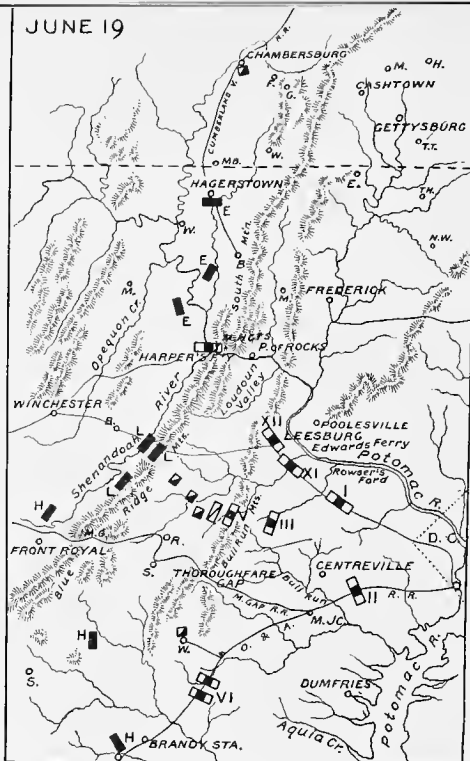 JUNE 19
R.R.
CHAMBERSBURG
CUMBERLAND V.
F.
G.
M.
H.
CASHTOWN
GETTYSBURG
T.T.
W.
MB.
E.
HAGERSTOWN
TH.
E
W.
N.W.
B
South Mtn.
E
M.
M.
FREDERICK
E
Opequon Cr.
HARPER'S F.
P. OF ROCKS
River
Loudoun Valley
WINCHESTER
B.
XII
POOLESVILLE
LEESBURG
Edwards Ferry
Potomac R.
Shenandoah
L
L
XI
Rowser's Ford
L
I
Ridge
H
Bull Run Mts.
III
D.C.
M.G.
R.
FRONT ROYAL
Blue
S.
THOROUGHFARE GAP
Bull Run
CENTREVILLE
R.R.
II
M. GAP R.R.
M. JC.
H
W.
O. & A.
S.
VI
DUMFRIES
Potomac R.
H
BRANDY STA.
Aquia Cr.